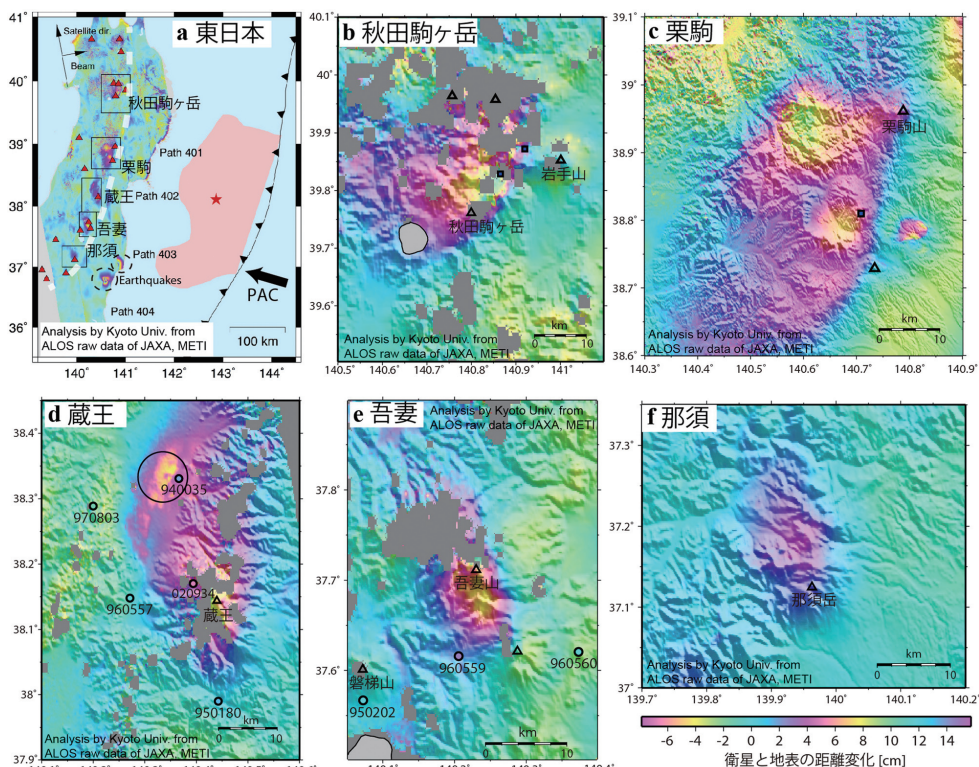 a 東日本
Satellite dir.
Beam
41°
40°
39°
38°
37°
36°
秋田駒ヶ岳
Path 401
栗駒
蔵王 Path 402
吾妻
那須
Path 403
Earthquakes
PAC
Path 404
Analysis by Kyoto Univ. from
ALOS raw data of JAXA, METI
100 km
140° 141° 142° 143° 144°
b 秋田駒ヶ岳
40.1°
40°
39.9°
39.8°
39.7°
39.6°
岩手山
秋田駒ヶ岳
Analysis by Kyoto Univ. from
ALOS raw data of JAXA, METI
km
0 10
140.5° 140.6° 140.7° 140.8° 140.9° 141°
c 栗駒
39.1°
39°
38.9°
38.8°
38.7°
38.6°
栗駒山
Analysis by Kyoto Univ. from
ALOS raw data of JAXA, METI
km
0 10
140.3° 140.4° 140.5° 140.6° 140.7° 140.8° 140.9°
d 蔵王
38.4°
38.3°
38.2°
38.1°
38°
37.9°
940035
970803
020934
960557
蔵王
950180
km
0 10
Analysis by Kyoto Univ. from
ALOS raw data of JAXA, METI
e 吾妻
Analysis by Kyoto Univ. from
ALOS raw data of JAXA, METI
37.8°
37.7°
37.6°
37.5°
吾妻山
960559
960560
磐梯山
950202
km
0 10
f 那須
37.3°
37.2°
37.1°
37°
那須岳
Analysis by Kyoto Univ. from
ALOS raw data of JAXA, METI
km
0 10
139.7° 139.8° 139.9° 140° 140.1° 140.2°
-6 -4 -2 0 2 4 6 8 10 12 14
衛星と地表の距離変化 [cm]